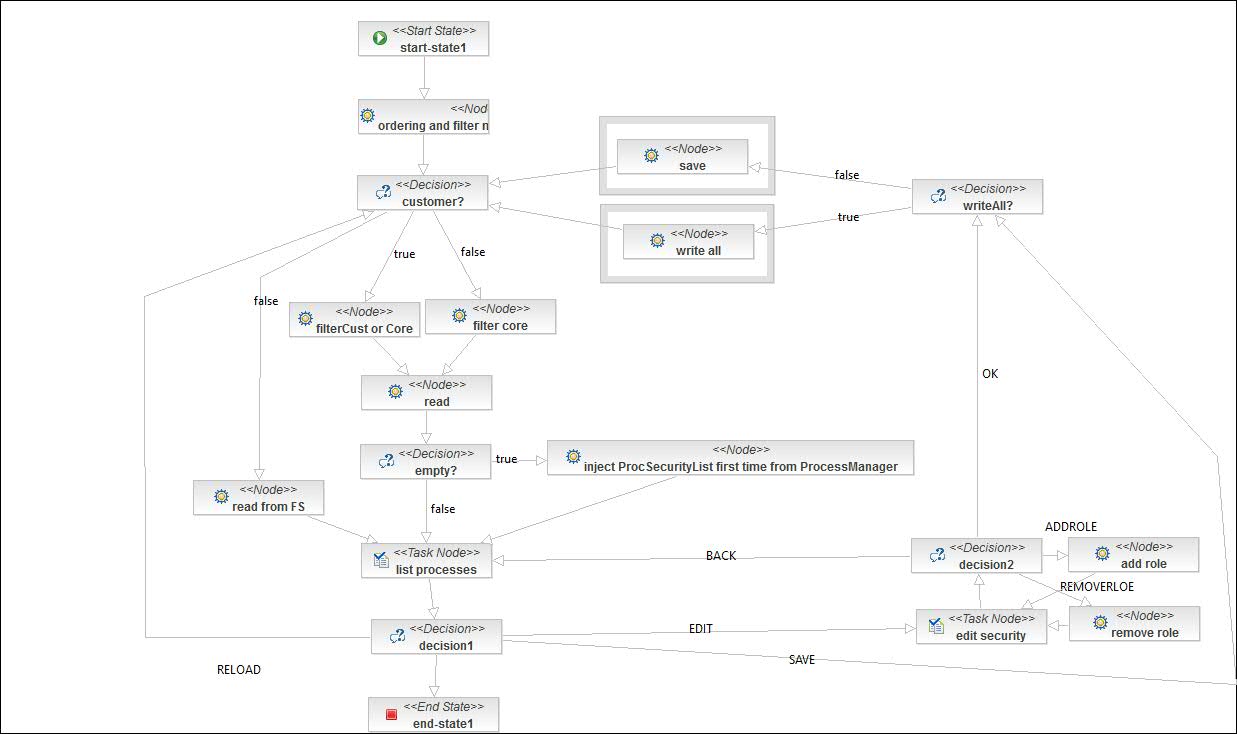 <<Start State>>
start-state1
<<Nod
ordering and filter n
<<Node>>
save
false
<<Decision>>
customer?
<<Decision>>
writeAll?
true
<<Node>>
write all
true
false
false
<<Node>>
filterCust or Core
<<Node>>
filter core
OK
<<Node>>
read
<<Decision>>
empty?
true
<<Node>>
inject ProcSecurityList first time from ProcessManager
<<Node>>
read from FS
false
ADDROLE
<<Task Node>>
list processes
BACK
<<Decision>>
decision2
<<Node>>
add role
REMOVERLOE
<<Decision>>
decision1
EDIT
<<Task Node>>
edit security
<<Node>>
remove role
SAVE
RELOAD
<<End State>>
end-state1